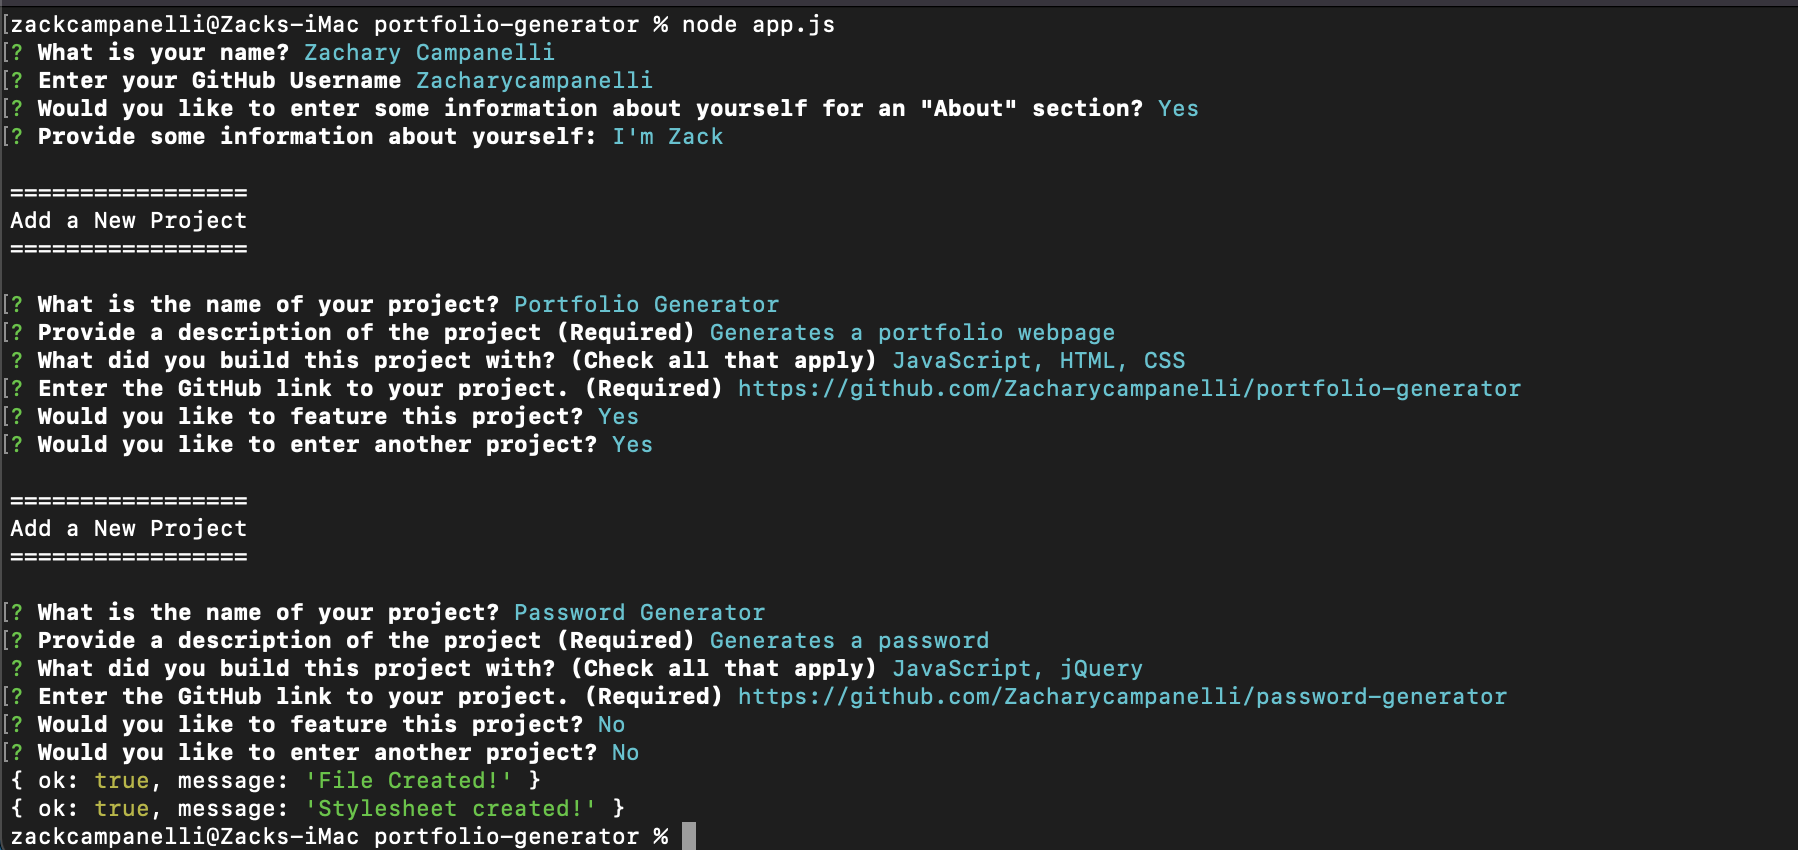 [zackcampanelli@Zacks-iMac portfolio-generator % node app.js
[? What is your name? Zachary Campanelli
[? Enter your GitHub Username Zacharycampanelli
[? Would you like to enter some information about yourself for an "About" section? Yes
[? Provide some information about yourself: I'm Zack
=================
Add a New Project
=================
[? What is the name of your project? Portfolio Generator
[? Provide a description of the project (Required) Generates a portfolio webpage
? What did you build this project with? (Check all that apply) JavaScript, HTML, CSS
[? Enter the GitHub link to your project. (Required) https://github.com/Zacharycampanelli/portfolio-generator
[? Would you like to feature this project? Yes
[? Would you like to enter another project? Yes
=================
Add a New Project
=================
[? What is the name of your project? Password Generator
[? Provide a description of the project (Required) Generates a password
? What did you build this project with? (Check all that apply) JavaScript, jQuery
[? Enter the GitHub link to your project. (Required) https://github.com/Zacharycampanelli/password-generator
[? Would you like to feature this project? No
[? Would you like to enter another project? No
{ ok: true, message: 'File Created!' }
{ ok: true, message: 'Stylesheet created!' }
zackcampanelli@Zacks-iMac portfolio-generator %